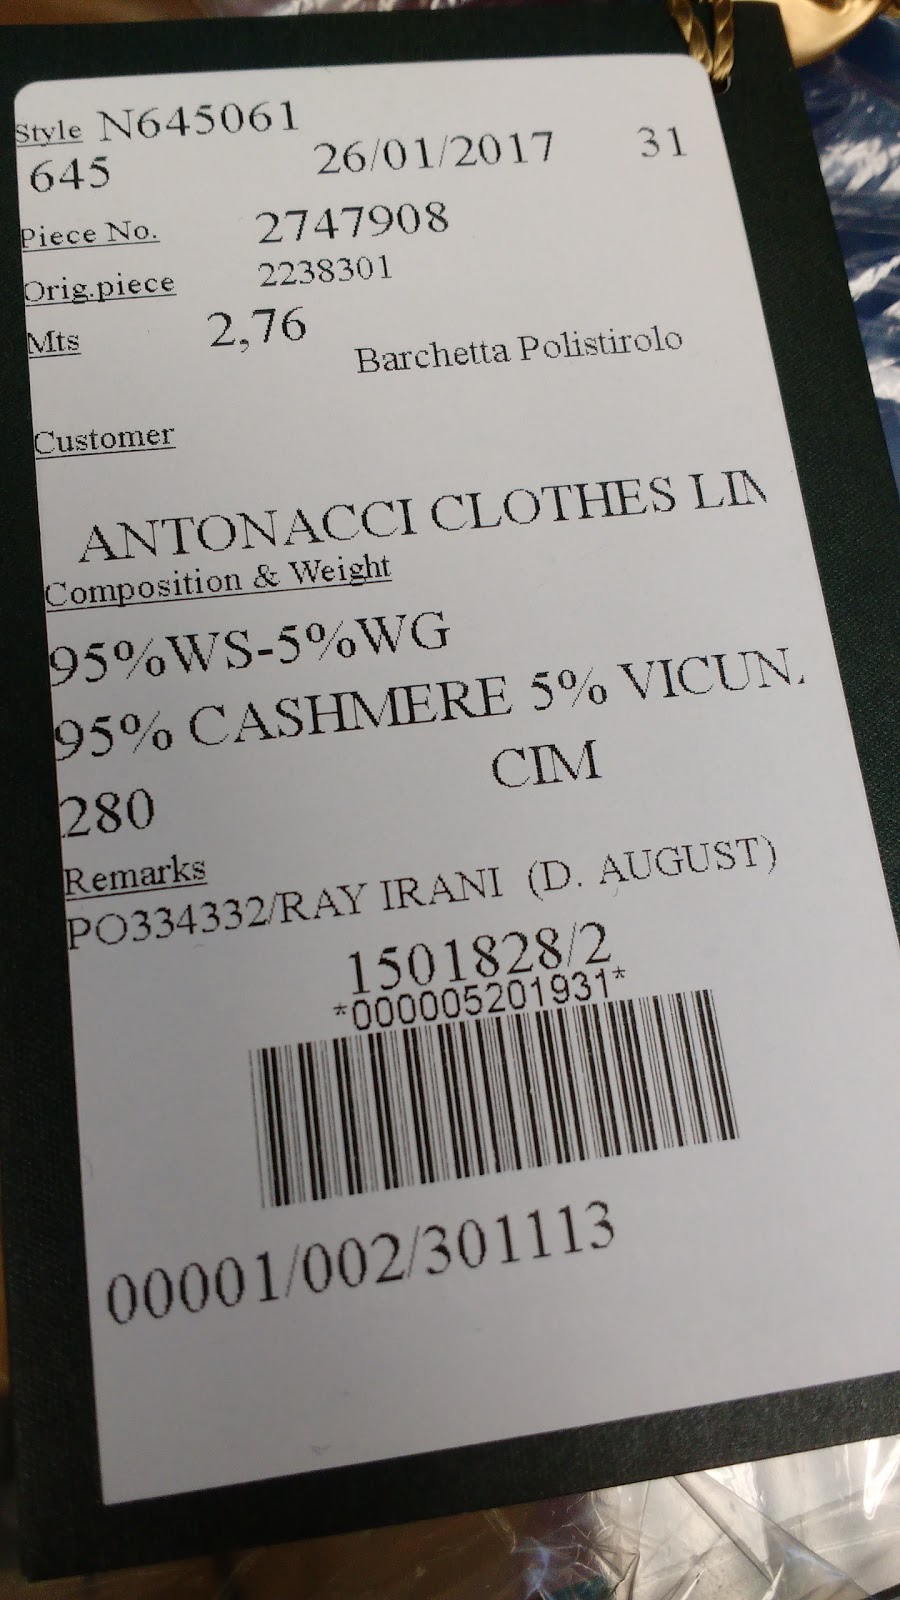 Style N645061
645 26/01/2017 31
Piece No. 2747908
Orig.piece 2238301
Mts 2,76
Barchetta Polistirolo
Customer
ANTONACCI CLOTHES LIM
Composition & Weight
95%WS-5%WG
95% CASHMERE 5% VICUN.
280 CIM
Remarks
PO334332/RAY IRANI (D. AUGUST)
1501828/2
*000005201931*
00001/002/301113